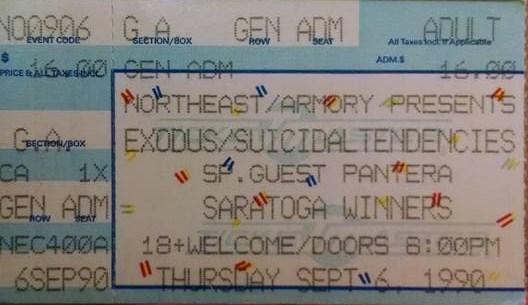 NO0906 G A GEN ADM ADULT
EVENT CODE SECTION/BOX ROW SEAT All Taxes Incl. If Applicable
$ ADM.$
16.00 GEN ADM 16.00
PRICE & ALL TAXES INCL.
NORTHEAST/ARMORY PRESENTS
G.A. EXODUS/SUICIDALTENDENCIES
SECTION/BOX
CA 1X SP.GUEST PANTERA
GEN ADM SARATOGA WINNERS
ROW SEAT
NEC400A 18+WELCOME/DOORS 8:00PM
6SEP90 THURSDAY SEPT 6, 1990